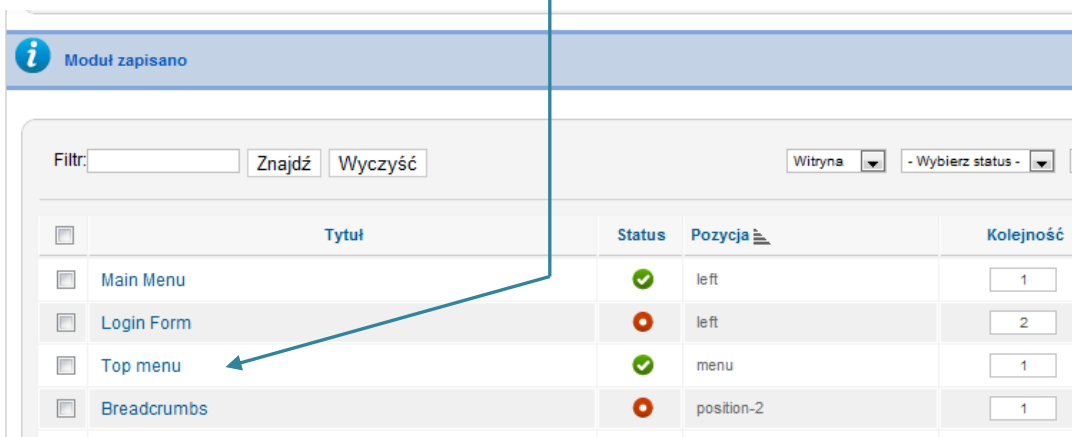 Moduł zapisano
Filtr: Znajdź Wyczyść Witryna - Wybierz status -
Tytuł Status Pozycja Kolejność
Main Menu left 1
Login Form left 2
Top menu menu 1
Breadcrumbs position-2 1